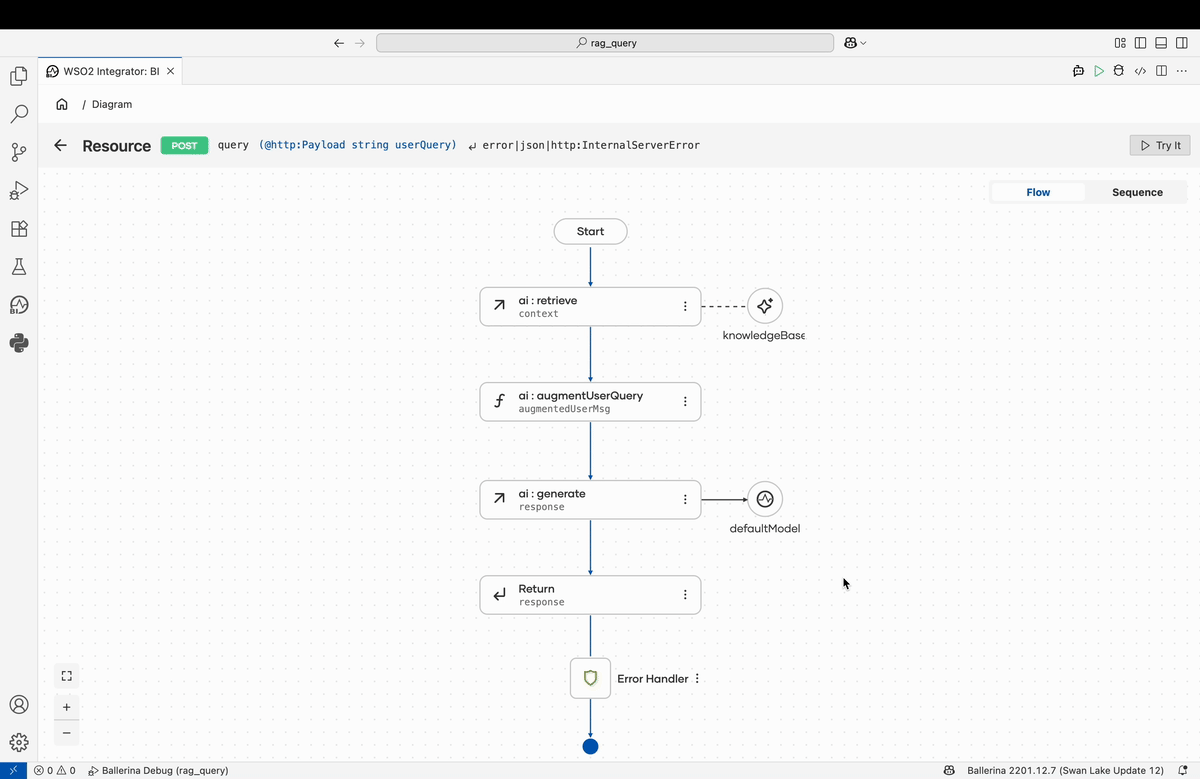 rag_query
WSO2 Integrator: BI
/ Diagram
Resource POST query (@http:Payload string userQuery) error|json|http:InternalServerError Try It
Flow Sequence
Start
ai : retrieve
context
knowledgeBase
ai : augmentUserQuery
augmentedUserMsg
ai : generate
response
defaultModel
Return
response
Error Handler
+
−
0 0 Ballerina Debug (rag_query) Ballerina 2201.12.7 (Swan Lake Update 12)